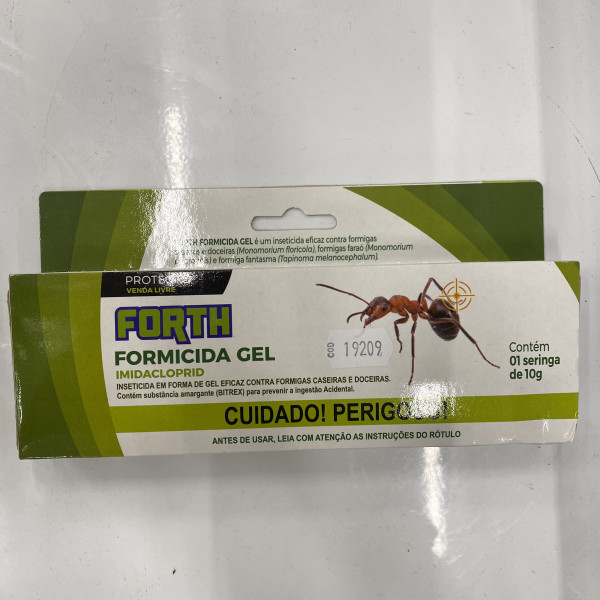 FORTH FORMICIDA GEL é um inseticida eficaz contra formigas
e doceiras (Monomorium floricola), formigas faraó (Monomorium
e formiga fantasma (Tapinoma melanocephalum).
VENDA LIVRE
FORTH
FORMICIDA GEL
IMIDACLOPRID
INSETICIDA EM FORMA DE GEL EFICAZ CONTRA FORMIGAS CASEIRAS E DOCEIRAS.
Contém substância amargante (BITREX) para prevenir a ingestão Acidental.
COD 19209
Contém
01 seringa
de 10g
CUIDADO! PERIGOSO!
ANTES DE USAR, LEIA COM ATENÇÃO AS INSTRUÇÕES DO RÓTULO